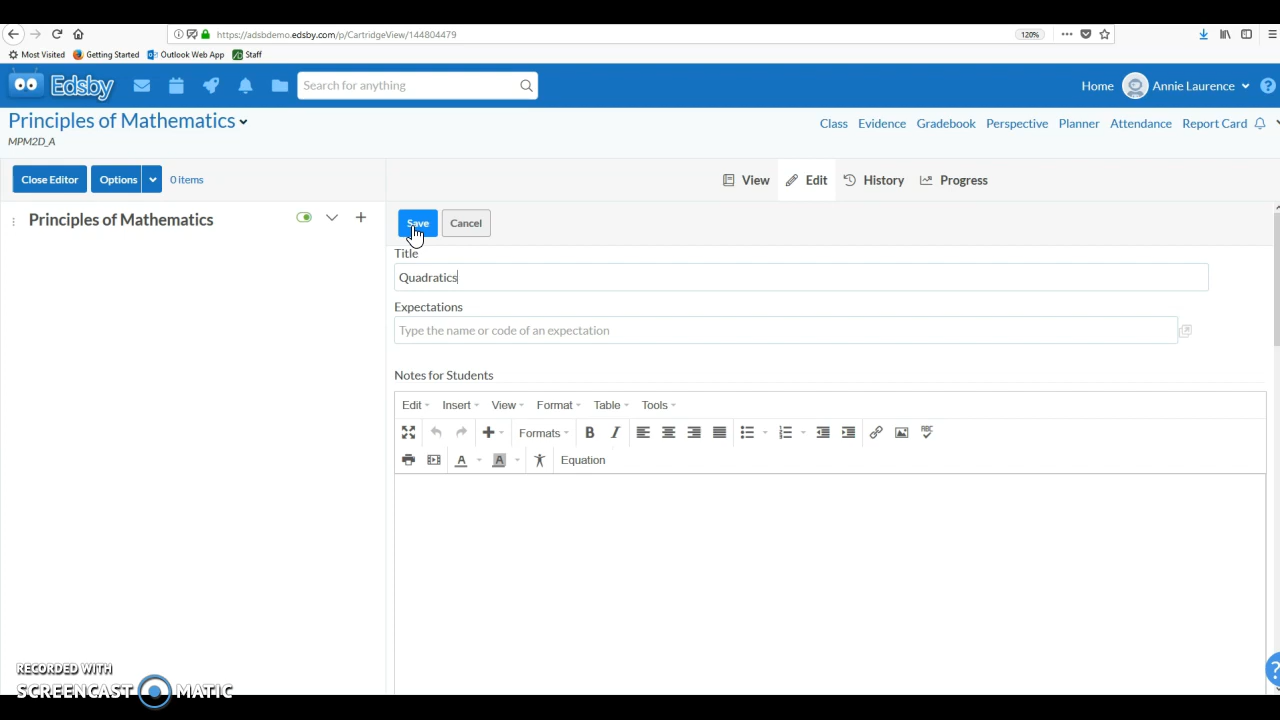 https://adsbdemo.edsby.com/p/CartridgeView/144804479
120%
Most Visited Getting Started Outlook Web App Staff
Edsby
Search for anything
Home Annie Laurence
Principles of Mathematics
MPM2D_A
Class Evidence Gradebook Perspective Planner Attendance Report Card
Close Editor Options 0 items
View Edit History Progress
Principles of Mathematics
Save Cancel
Title
Quadratics
Expectations
Type the name or code of an expectation
Notes for Students
Edit Insert View Format Table Tools
Formats B I ABC
A A Equation
RECORDED WITH
SCREENCAST MATIC